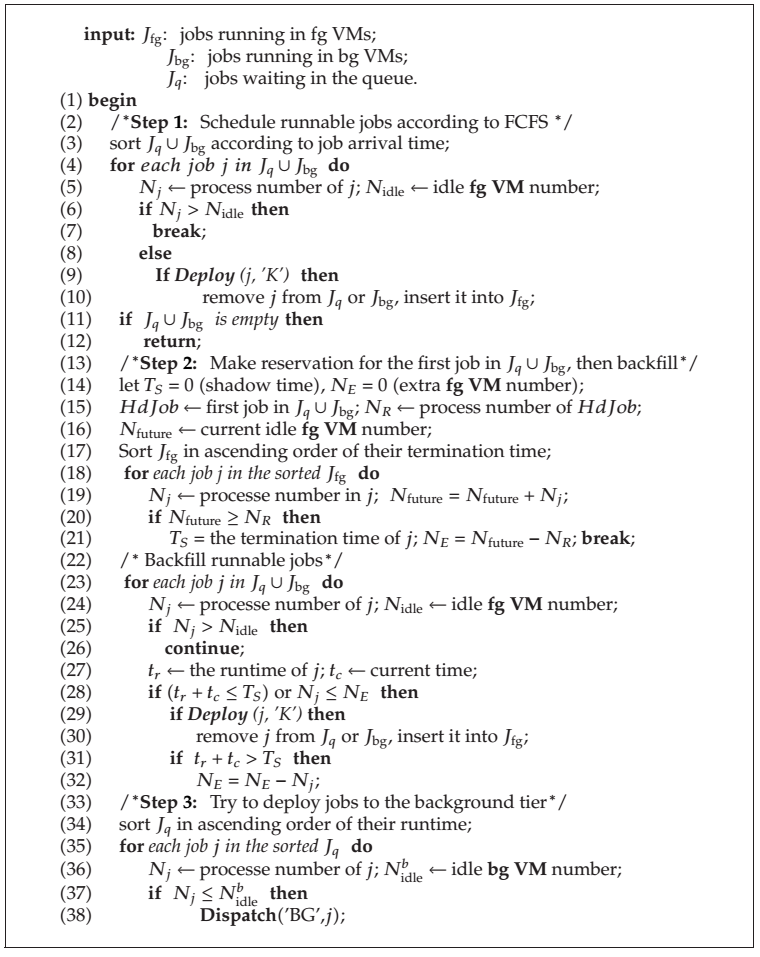 input: J_fg: jobs running in fg VMs;
J_bg: jobs running in bg VMs;
J_q: jobs waiting in the queue.
(1) begin
(2) /*Step 1: Schedule runnable jobs according to FCFS */
(3) sort J_q ∪ J_bg according to job arrival time;
(4) for each job j in J_q ∪ J_bg do
(5) N_j ← process number of j; N_idle ← idle fg VM number;
(6) if N_j > N_idle then
(7) break;
(8) else
(9) If Deploy (j, 'K') then
(10) remove j from J_q or J_bg, insert it into J_fg;
(11) if J_q ∪ J_bg is empty then
(12) return;
(13) /*Step 2: Make reservation for the first job in J_q ∪ J_bg, then backfill*/
(14) let T_S = 0 (shadow time), N_E = 0 (extra fg VM number);
(15) HdJob ← first job in J_q ∪ J_bg; N_R ← process number of HdJob;
(16) N_future ← current idle fg VM number;
(17) Sort J_fg in ascending order of their termination time;
(18) for each job j in the sorted J_fg do
(19) N_j ← processe number in j; N_future = N_future + N_j;
(20) if N_future ≥ N_R then
(21) T_S = the termination time of j; N_E = N_future − N_R; break;
(22) /* Backfill runnable jobs*/
(23) for each job j in J_q ∪ J_bg do
(24) N_j ← processe number of j; N_idle ← idle fg VM number;
(25) if N_j > N_idle then
(26) continue;
(27) t_r ← the runtime of j; t_c ← current time;
(28) if (t_r + t_c ≤ T_S) or N_j ≤ N_E then
(29) if Deploy (j, 'K') then
(30) remove j from J_q or J_bg, insert it into J_fg;
(31) if t_r + t_c > T_S then
(32) N_E = N_E − N_j;
(33) /*Step 3: Try to deploy jobs to the background tier*/
(34) sort J_q in ascending order of their runtime;
(35) for each job j in the sorted J_q do
(36) N_j ← processe number of j; N^b_idle ← idle bg VM number;
(37) if N_j ≤ N^b_idle then
(38) Dispatch('BG',j);